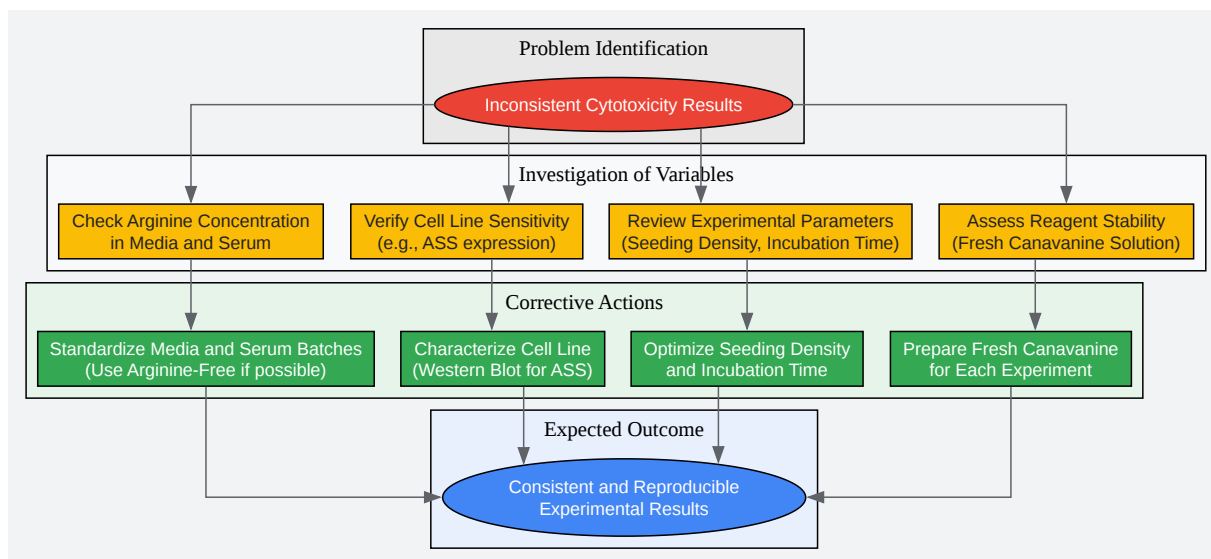 Problem Identification
Inconsistent Cytotoxicity Results
Investigation of Variables
Check Arginine Concentration
in Media and Serum
Verify Cell Line Sensitivity
(e.g., ASS expression)
Review Experimental Parameters
(Seeding Density, Incubation Time)
Assess Reagent Stability
(Fresh Canavanine Solution)
Corrective Actions
Standardize Media and Serum Batches
(Use Arginine-Free if possible)
Characterize Cell Line
(Western Blot for ASS)
Optimize Seeding Density
and Incubation Time
Prepare Fresh Canavanine
for Each Experiment
Expected Outcome
Consistent and Reproducible
Experimental Results